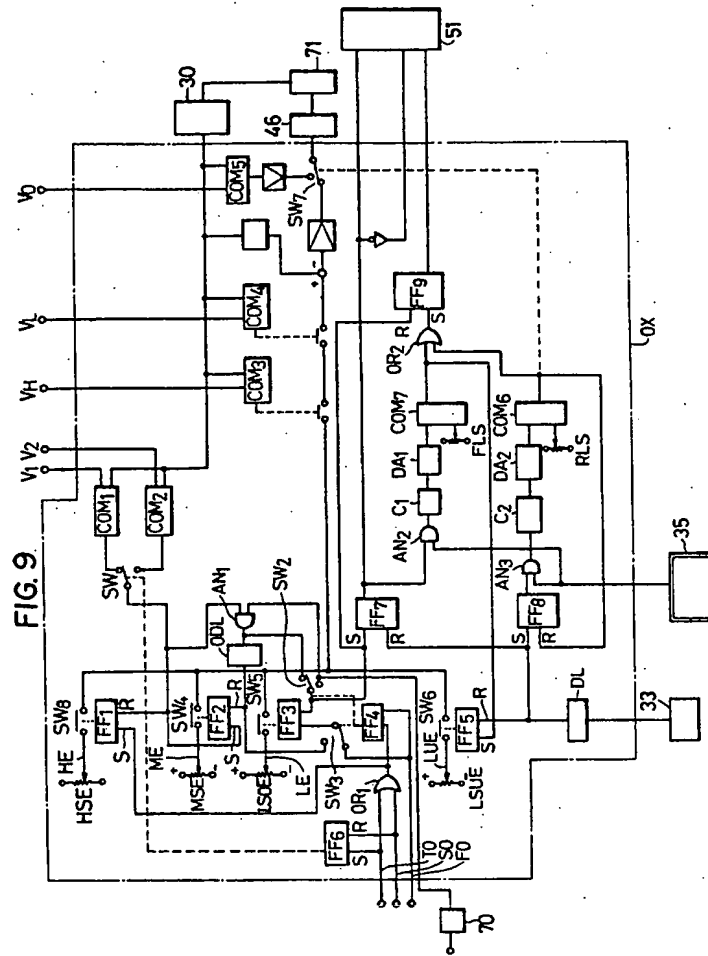 FIG. 9
V1
V2
VH
VL
VD
30
71
46
51
COM1
COM2
COM3
COM4
COM5
SW7
SW
AN1
ODL
SW2
SW8
HE
HSE
FF1
S
R
SW4
ME
MSE
FF2
S
R
SW5
LE
LSOE
FF3
SW3
FF4
OR1
SW6
LUE
LSUE
FF5
S
R
FF6
S
R
TO
SO
FO
70
FF7
S
R
FF8
S
R
AN2
AN3
C1
C2
DA1
DA2
COM7
COM6
FLS
RLS
OR2
FF9
R
S
OX
DL
33
35
+
-
+
-
+
-
+
-
+
-